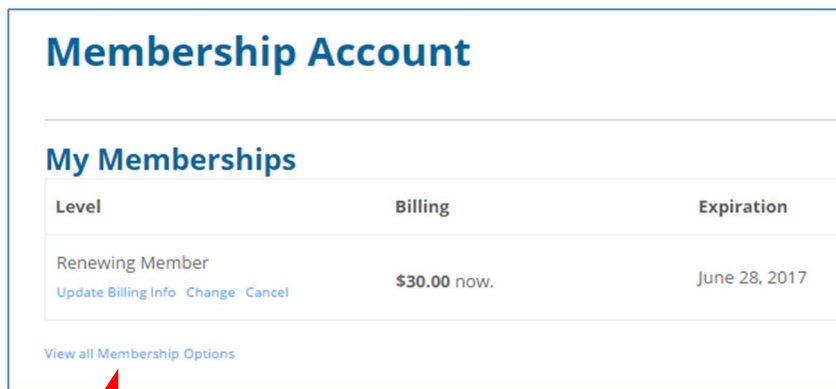 Membership Account
My Memberships
Level Billing Expiration
Renewing Member
$30.00 now. June 28, 2017
Update Billing Info Change Cancel
View all Membership Options